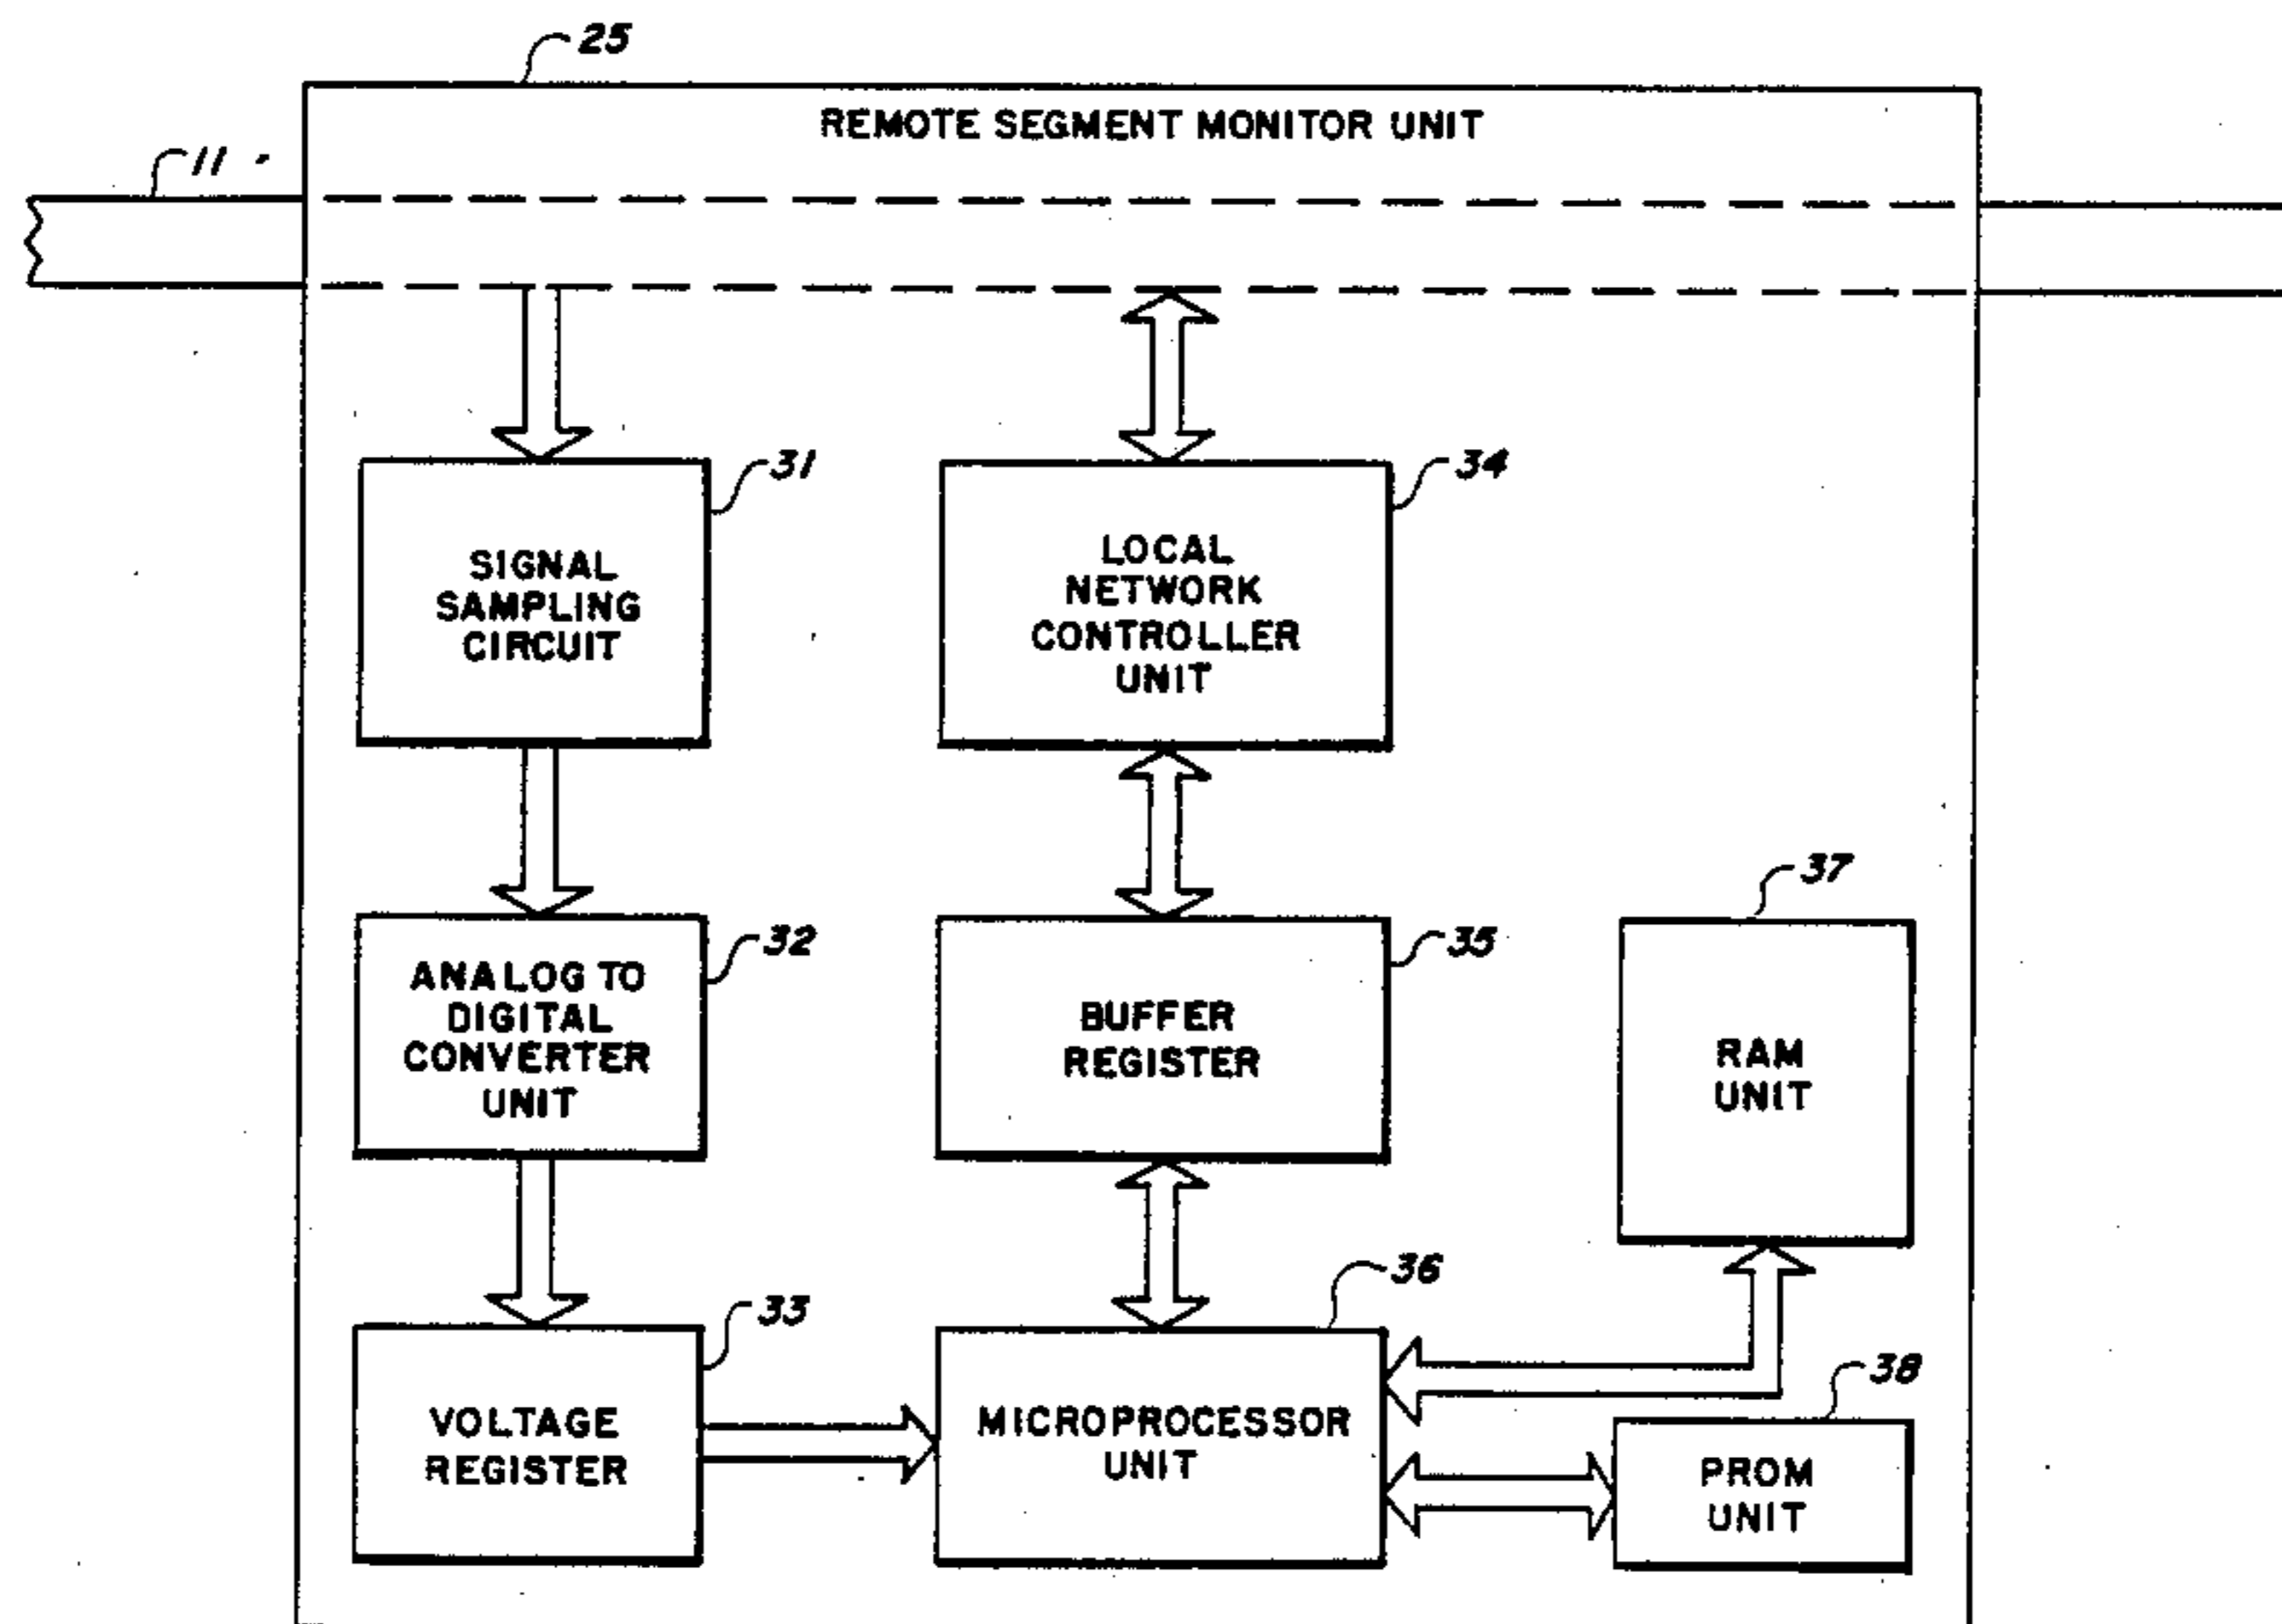 25
REMOTE SEGMENT MONITOR UNIT
11
31
SIGNAL
SAMPLING
CIRCUIT
34
LOCAL
NETWORK
CONTROLLER
UNIT
32
ANALOG TO
DIGITAL
CONVERTER
UNIT
35
BUFFER
REGISTER
37
RAM
UNIT
33
VOLTAGE
REGISTER
36
MICROPROCESSOR
UNIT
38
PROM
UNIT